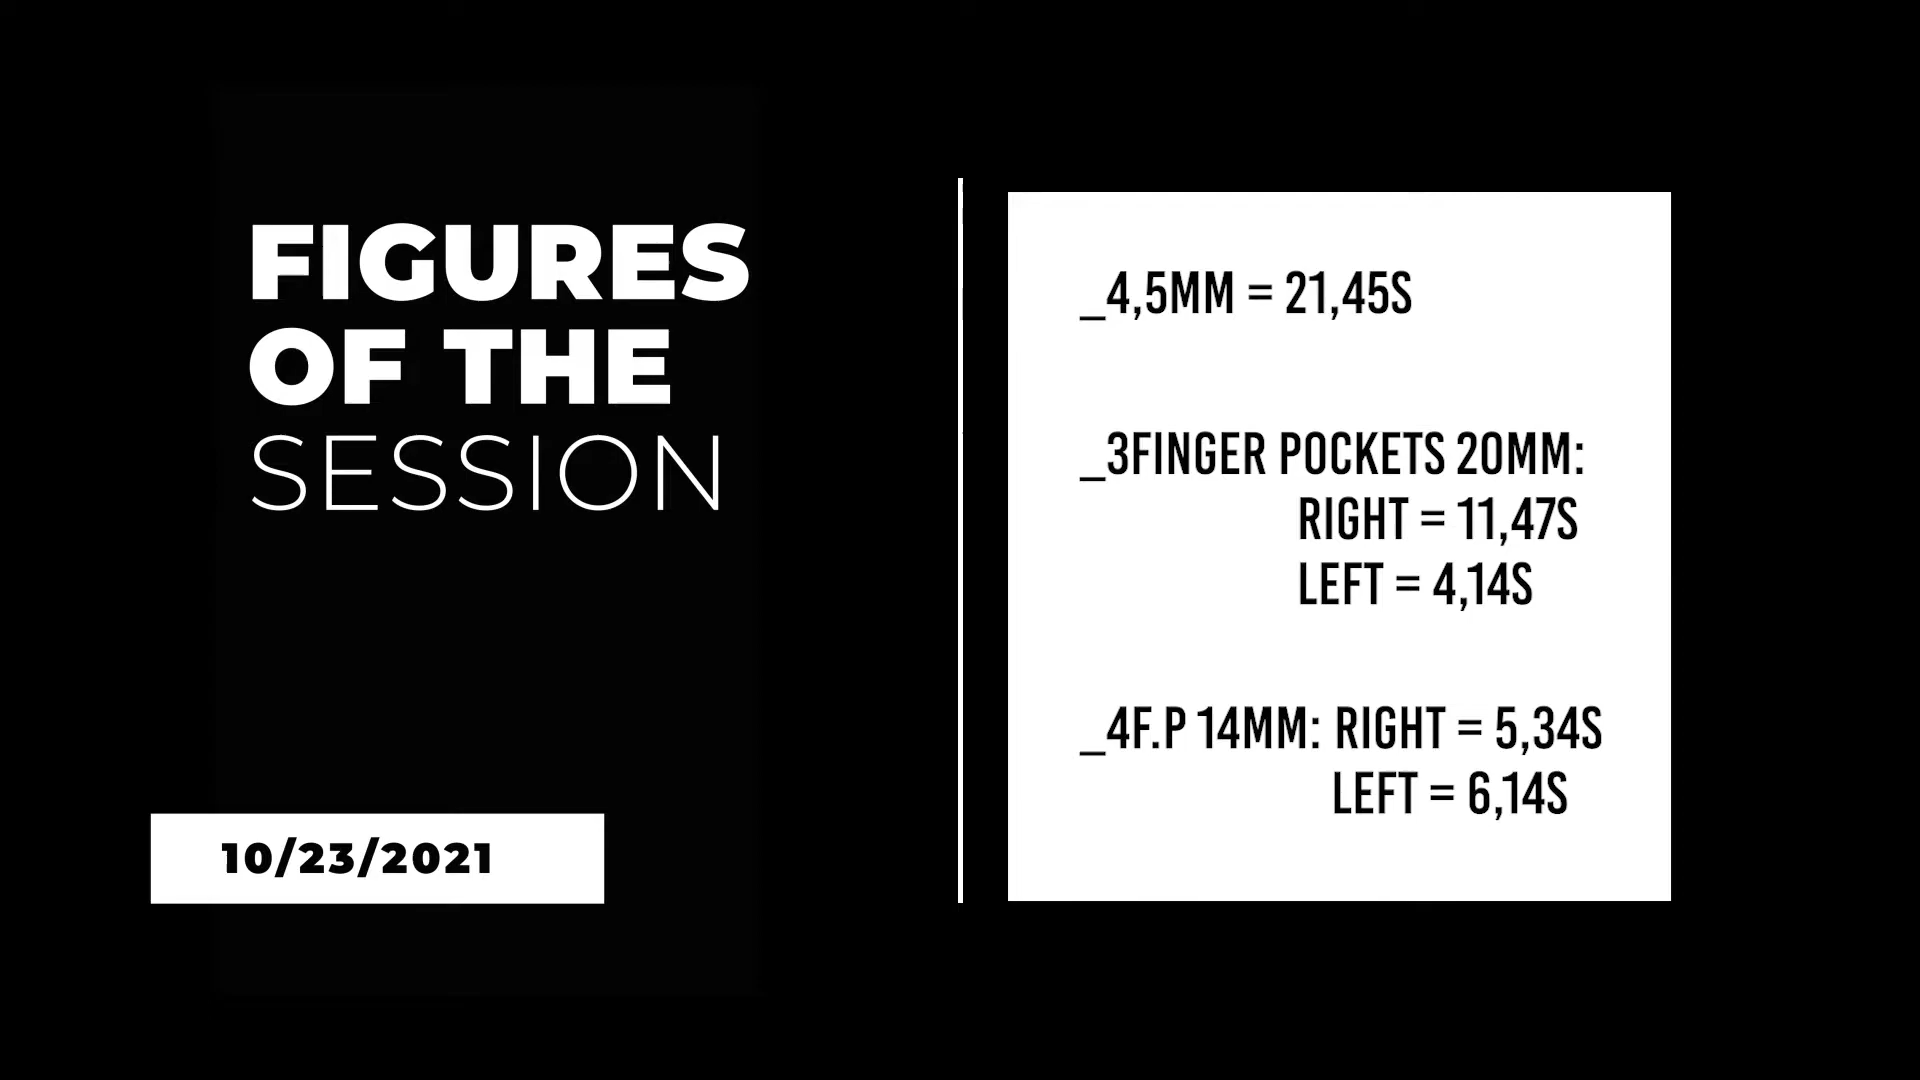 FIGURES
OF THE
SESSION
10/23/2021
_4,5MM = 21,45S
_3FINGER POCKETS 20MM:
RIGHT = 11,47S
LEFT = 4,14S
_4F.P 14MM: RIGHT = 5,34S
LEFT = 6,14S